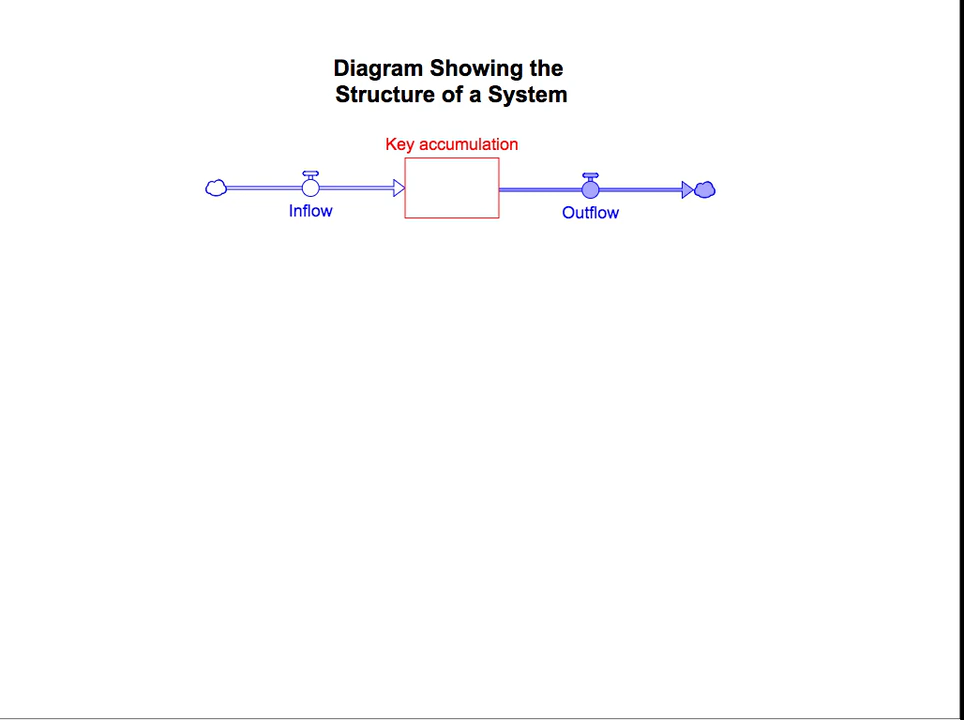 Diagram Showing the
Structure of a System
Key accumulation
Inflow
Outflow